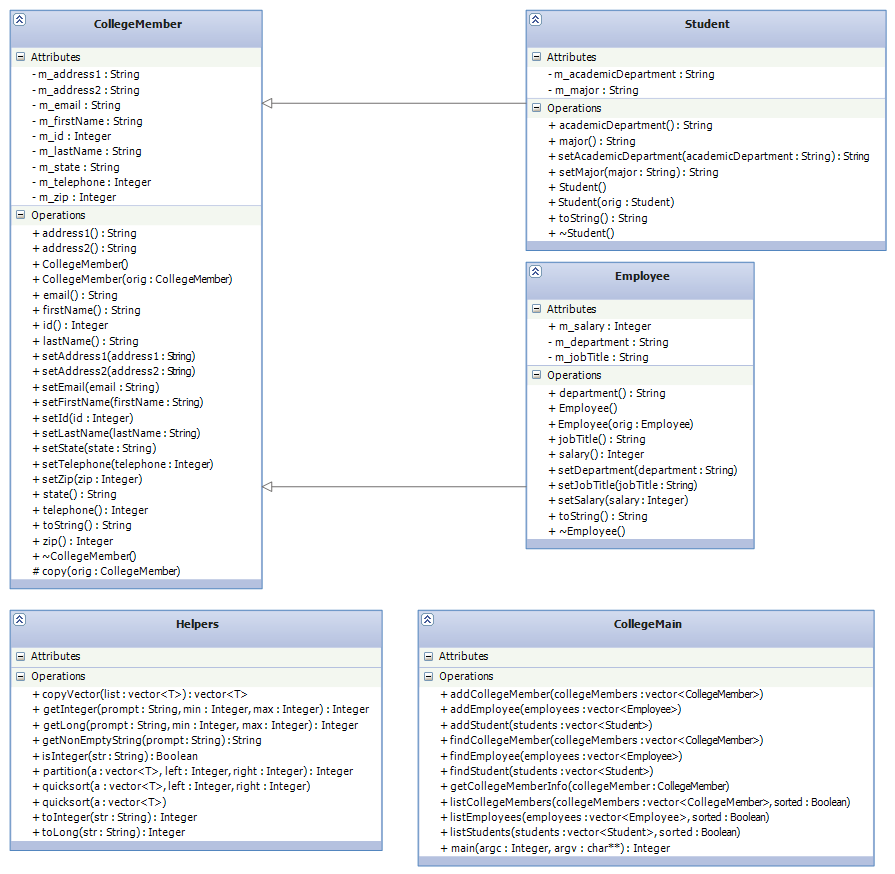 CollegeMember
Attributes
- m_address1 : String
- m_address2 : String
- m_email : String
- m_firstName : String
- m_id : Integer
- m_lastName : String
- m_state : String
- m_telephone : Integer
- m_zip : Integer
Operations
+ address1() : String
+ address2() : String
+ CollegeMember()
+ CollegeMember(orig : CollegeMember)
+ email() : String
+ firstName() : String
+ id() : Integer
+ lastName() : String
+ setAddress1(address1 : String)
+ setAddress2(address2 : String)
+ setEmail(email : String)
+ setFirstName(firstName : String)
+ setId(id : Integer)
+ setLastName(lastName : String)
+ setState(state : String)
+ setTelephone(telephone : Integer)
+ setZip(zip : Integer)
+ state() : String
+ telephone() : Integer
+ toString() : String
+ zip() : Integer
+ ~CollegeMember()
# copy(orig : CollegeMember)
Student
Attributes
- m_academicDepartment : String
- m_major : String
Operations
+ academicDepartment() : String
+ major() : String
+ setAcademicDepartment(academicDepartment : String) : String
+ setMajor(major : String) : String
+ Student()
+ Student(orig : Student)
+ toString() : String
+ ~Student()
Employee
Attributes
+ m_salary : Integer
- m_department : String
- m_jobTitle : String
Operations
+ department() : String
+ Employee()
+ Employee(orig : Employee)
+ jobTitle() : String
+ salary() : Integer
+ setDepartment(department : String)
+ setJobTitle(jobTitle : String)
+ setSalary(salary : Integer)
+ toString() : String
+ ~Employee()
Helpers
Attributes
Operations
+ copyVector(list : vector<T>) : vector<T>
+ getInteger(prompt : String, min : Integer, max : Integer) : Integer
+ getLong(prompt : String, min : Integer, max : Integer) : Integer
+ getNonEmptyString(prompt : String) : String
+ isInteger(str : String) : Boolean
+ partition(a : vector<T>, left : Integer, right : Integer) : Integer
+ quicksort(a : vector<T>, left : Integer, right : Integer)
+ quicksort(a : vector<T>)
+ toInteger(str : String) : Integer
+ toLong(str : String) : Integer
CollegeMain
Attributes
Operations
+ addCollegeMember(collegeMembers : vector<CollegeMember>)
+ addEmployee(employees : vector<Employee>)
+ addStudent(students : vector<Student>)
+ findCollegeMember(collegeMembers : vector<CollegeMember>)
+ findEmployee(employees : vector<Employee>)
+ findStudent(students : vector<Student>)
+ getCollegeMemberInfo(collegeMember : CollegeMember)
+ listCollegeMembers(collegeMembers : vector<CollegeMember>, sorted : Boolean)
+ listEmployees(employees : vector<Employee>, sorted : Boolean)
+ listStudents(students : vector<Student>, sorted : Boolean)
+ main(argc : Integer, argv : char**) : Integer